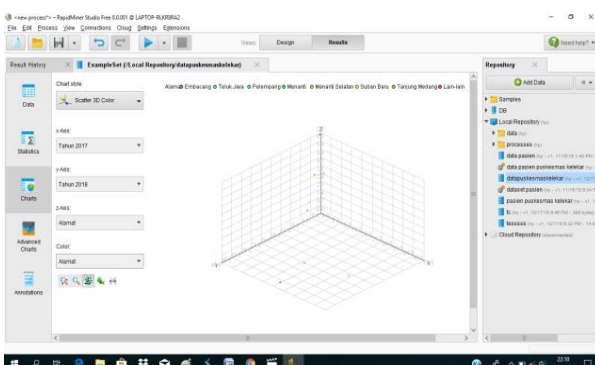 <new process*> – RapidMiner Studio Free 8.0.001 @ LAPTOP-RLKRBRA2
File Edit Process View Connections Cloud Settings Extensions
Views: Design Results Need help?
Result History ExampleSet (//Local Repository/datapuskesmaskelekar)
Data
Statistics
Charts
Advanced Charts
Annotations
Chart style
Scatter 3D Color
x-Axis:
Tahun 2017
y-Axis:
Tahun 2018
z-Axis:
Alamat
Color:
Alamat
Alamat Embacang Teluk Jaya Pelempang Menanti Menanti Selatan Suban Baru Tanjung Medang Lain-lain
Repository
Add Data
Samples
DB
Local Repository
data
processes
data pasien
data pasien puskesmas kelekar
datapuskesmaskelekar
dataset pasien
pasien puskesmas kelekar
Cloud Repository
22:10